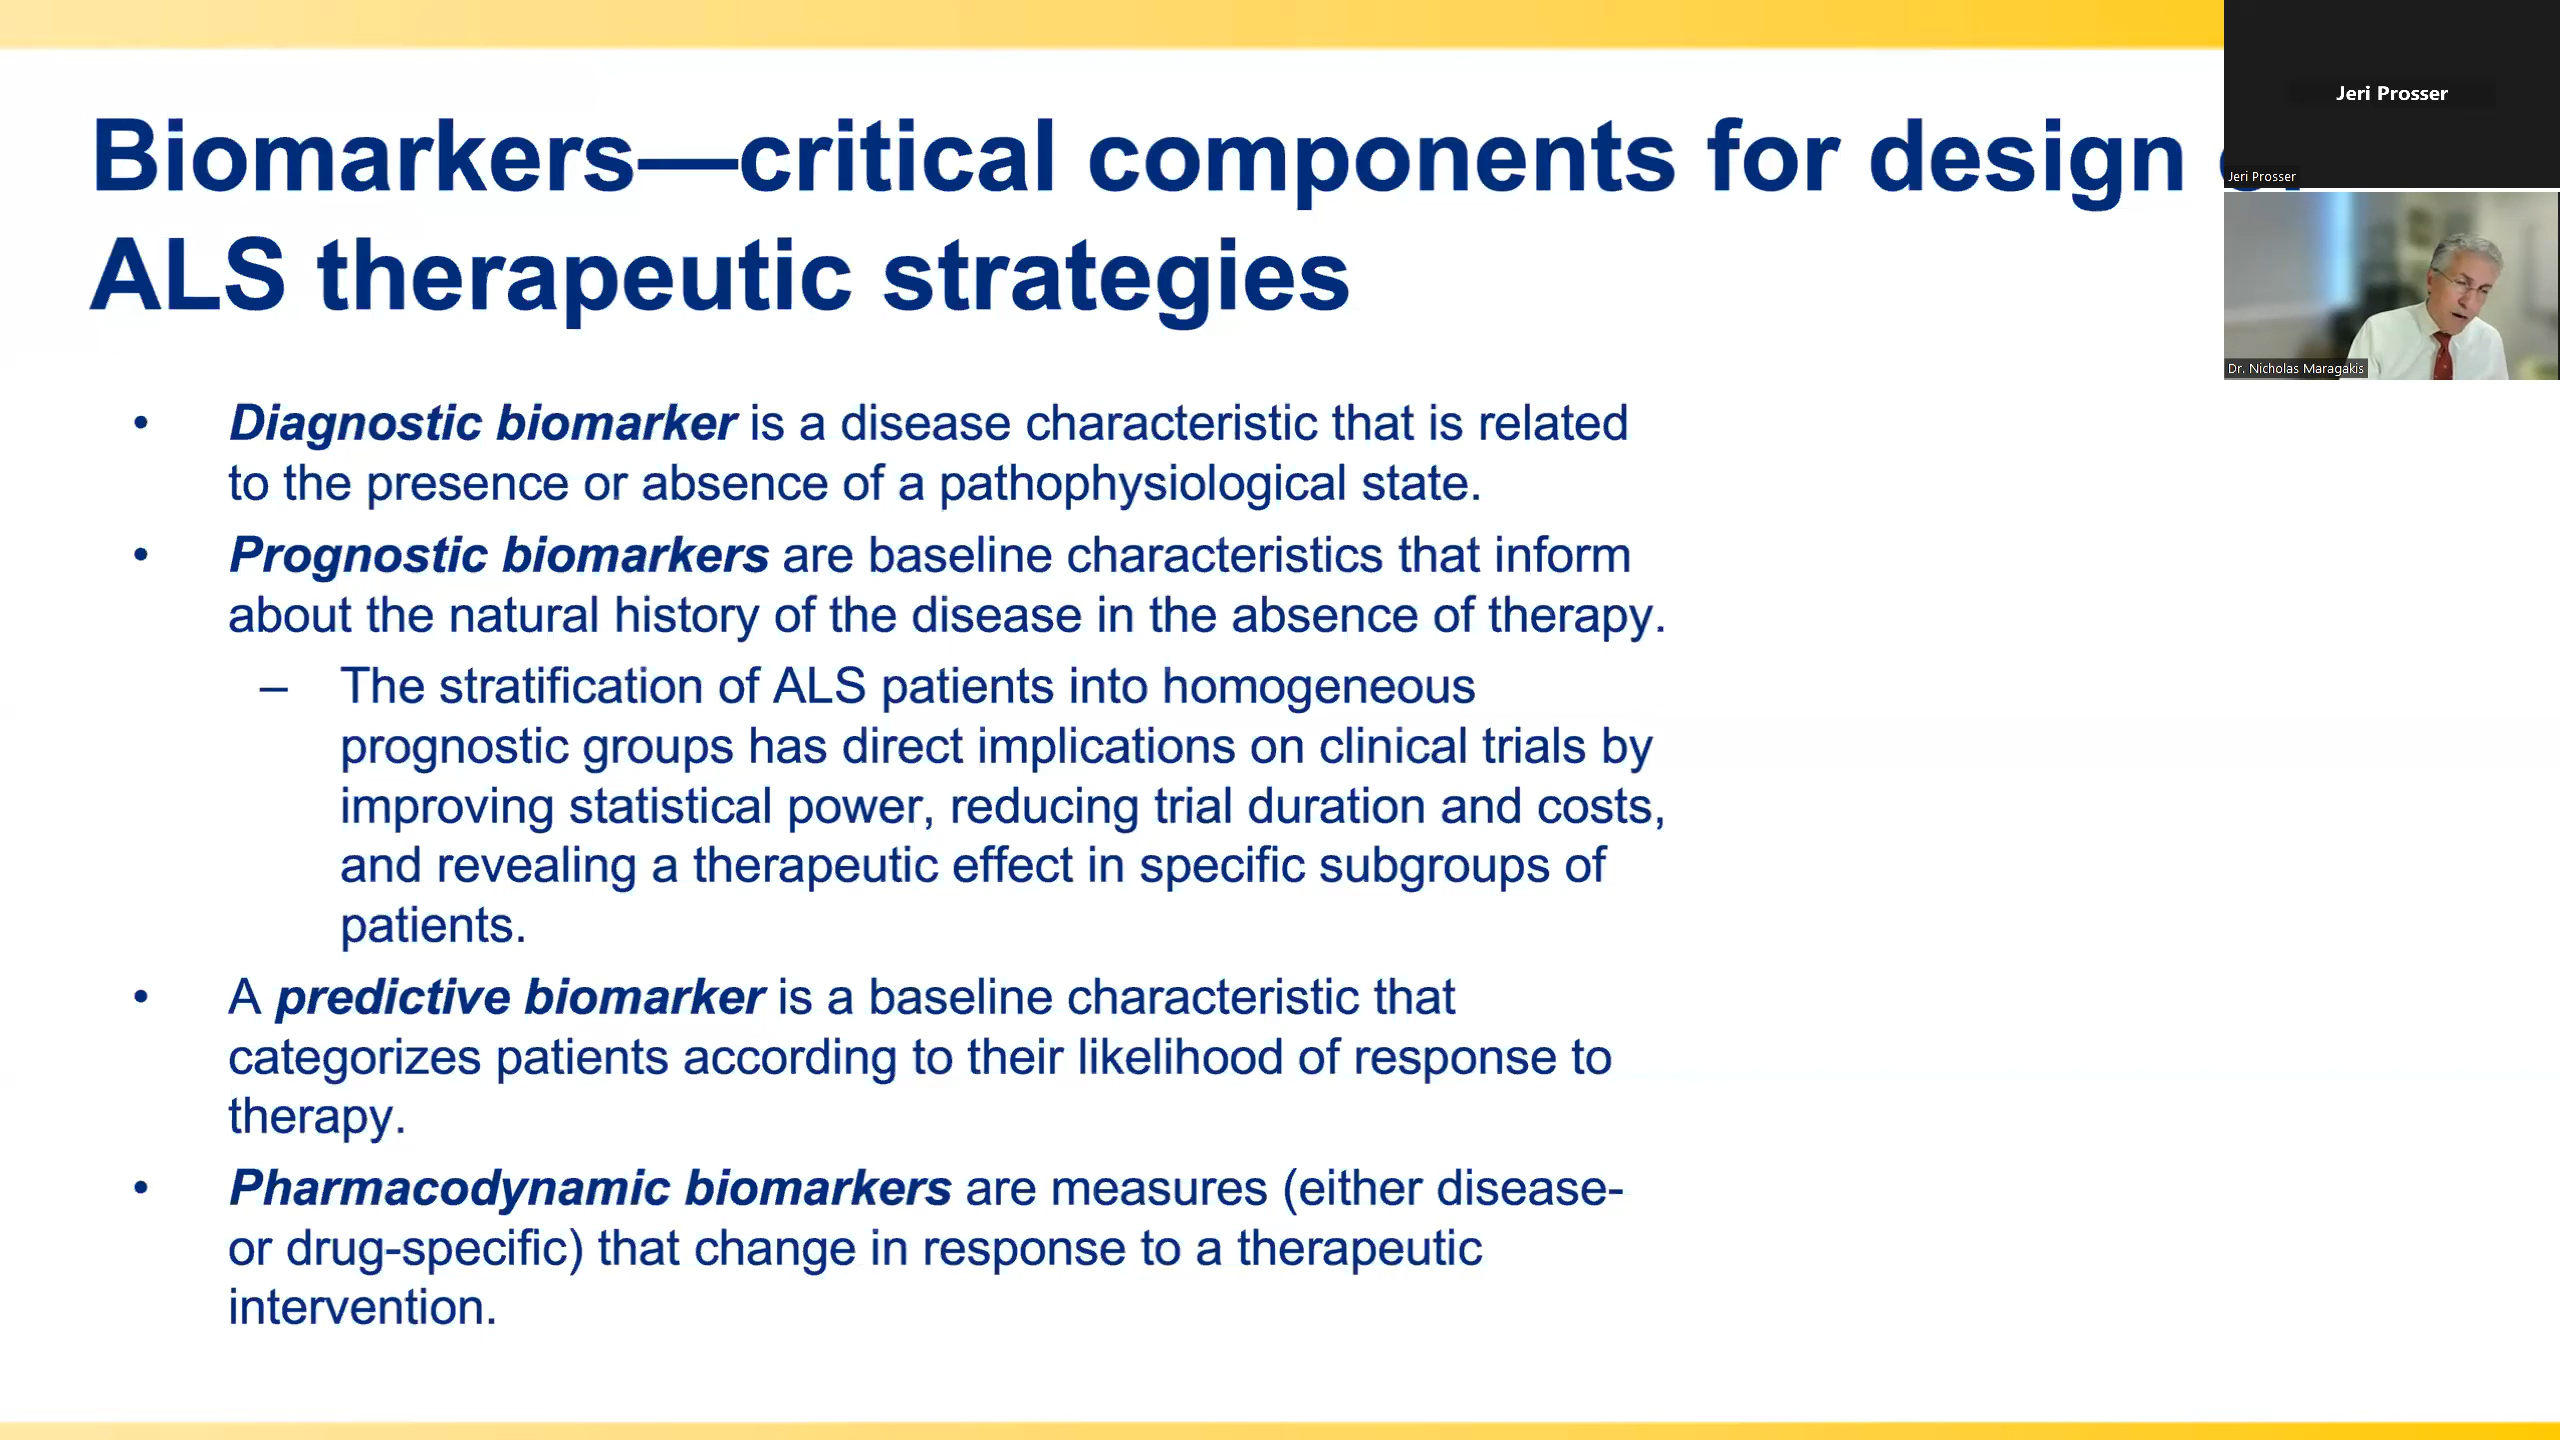 Biomarkers—critical components for design
ALS therapeutic strategies
• Diagnostic biomarker is a disease characteristic that is related
to the presence or absence of a pathophysiological state.
• Prognostic biomarkers are baseline characteristics that inform
about the natural history of the disease in the absence of therapy.
– The stratification of ALS patients into homogeneous
prognostic groups has direct implications on clinical trials by
improving statistical power, reducing trial duration and costs,
and revealing a therapeutic effect in specific subgroups of
patients.
• A predictive biomarker is a baseline characteristic that
categorizes patients according to their likelihood of response to
therapy.
• Pharmacodynamic biomarkers are measures (either disease-
or drug-specific) that change in response to a therapeutic
intervention.
Jeri Prosser
Jeri Prosser
Dr. Nicholas Maragakis